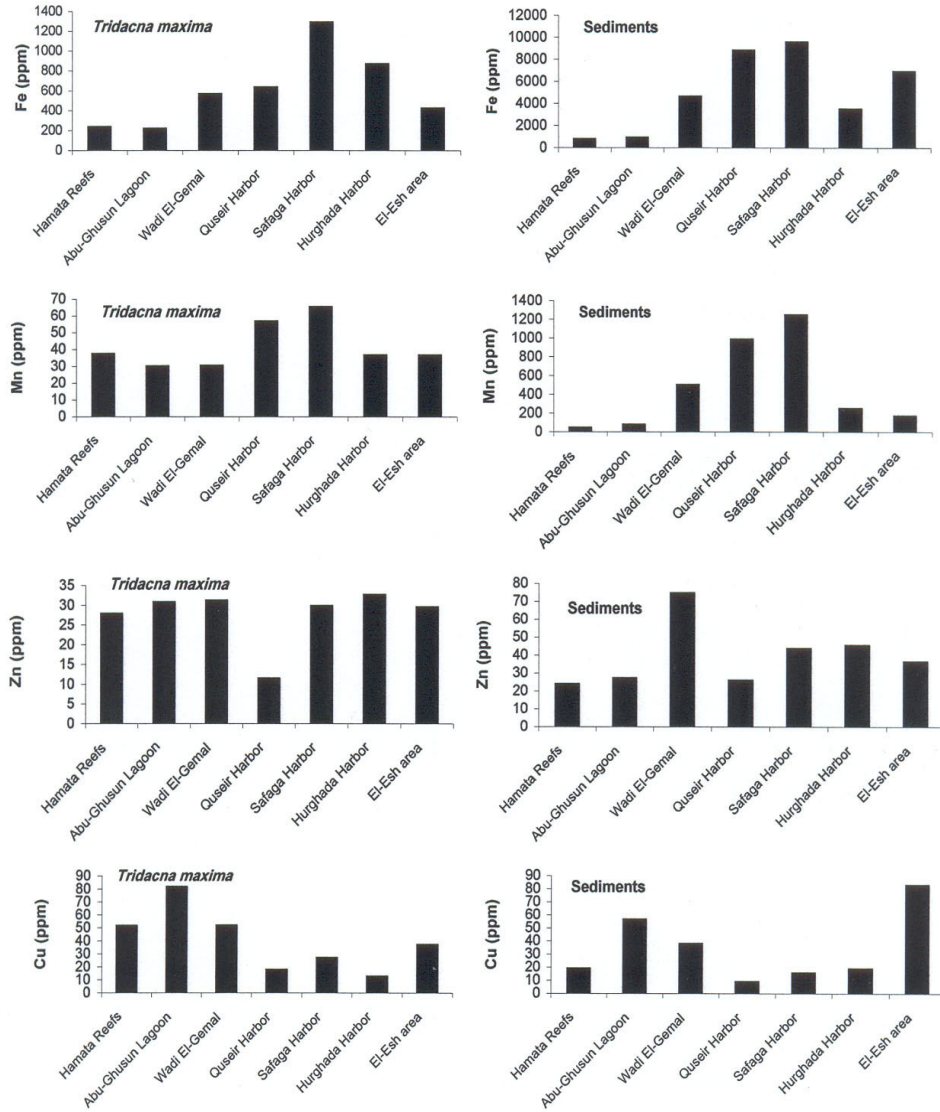 Tridacna maxima
Fe (ppm)
1400
1200
1000
800
600
400
200
0
Hamata Reefs
Abu-Ghusun Lagoon
Wadi El-Gemal
Quseir Harbor
Safaga Harbor
Hurghada Harbor
El-Esh area
Sediments
Fe (ppm)
12000
10000
8000
6000
4000
2000
0
Hamata Reefs
Abu-Ghusun Lagoon
Wadi El-Gemal
Quseir Harbor
Safaga Harbor
Hurghada Harbor
El-Esh area
Tridacna maxima
Mn (ppm)
70
60
50
40
30
20
10
0
Hamata Reefs
Abu-Ghusun Lagoon
Wadi El-Gemal
Quseir Harbor
Safaga Harbor
Hurghada Harbor
El-Esh area
Sediments
Mn (ppm)
1400
1200
1000
800
600
400
200
0
Hamata Reefs
Abu-Ghusun Lagoon
Wadi El-Gemal
Quseir Harbor
Safaga Harbor
Hurghada Harbor
El-Esh area
Tridacna maxima
Zn (ppm)
35
30
25
20
15
10
5
0
Hamata Reefs
Abu-Ghusun Lagoon
Wadi El-Gemal
Quseir Harbor
Safaga Harbor
Hurghada Harbor
El-Esh area
Sediments
Zn (ppm)
80
70
60
50
40
30
20
10
0
Hamata Reefs
Abu-Ghusun Lagoon
Wadi El-Gemal
Quseir Harbor
Safaga Harbor
Hurghada Harbor
El-Esh area
Tridacna maxima
Cu (ppm)
90
80
70
60
50
40
30
20
10
0
Hamata Reefs
Abu-Ghusun Lagoon
Wadi El-Gemal
Quseir Harbor
Safaga Harbor
Hurghada Harbor
El-Esh area
Sediments
Cu (ppm)
90
80
70
60
50
40
30
20
10
0
Hamata Reefs
Abu-Ghusun Lagoon
Wadi El-Gemal
Quseir Harbor
Safaga Harbor
Hurghada Harbor
El-Esh area